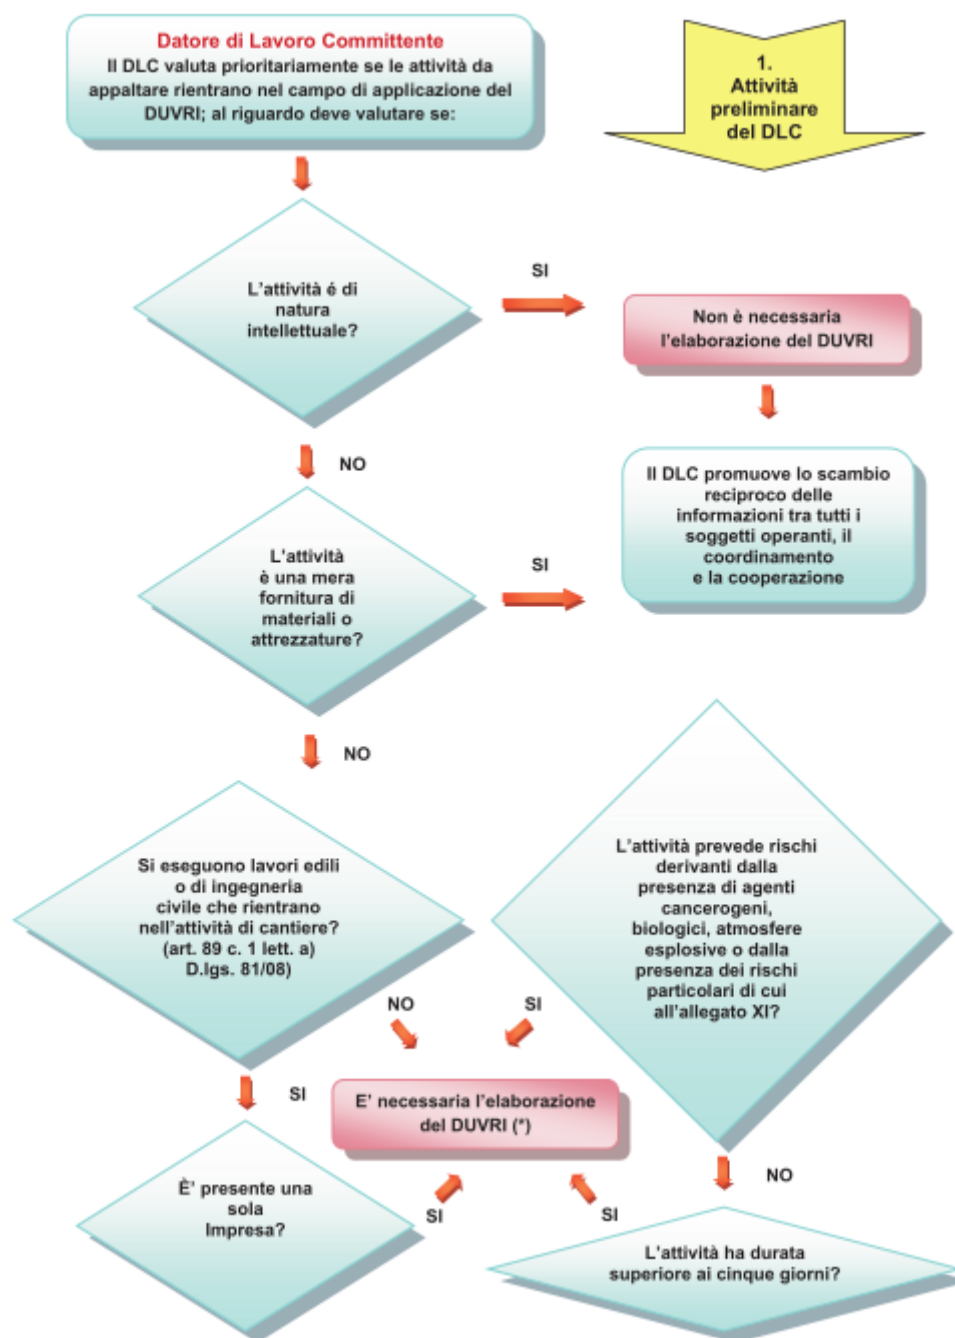 Datore di Lavoro Committente
Il DLC valuta prioritariamente se le attività da
appaltare rientrano nel campo di applicazione del
DUVRI; al riguardo deve valutare se:
1.
Attività
preliminare
del DLC
L'attività é di
natura
intellettuale?
SI
Non è necessaria
l'elaborazione del DUVRI
NO
Il DLC promuove lo scambio
reciproco delle
informazioni tra tutti i
soggetti operanti, il
coordinamento
e la cooperazione
L'attività
è una mera
fornitura di
materiali o
attrezzature?
SI
NO
Si eseguono lavori edili
o di ingegneria
civile che rientrano
nell'attività di cantiere?
(art. 89 c. 1 lett. a)
D.lgs. 81/08)
L'attività prevede rischi
derivanti dalla
presenza di agenti
cancerogeni,
biologici, atmosfere
esplosive o dalla
presenza dei rischi
particolari di cui
all'allegato XI?
NO
SI
SI
E' necessaria l'elaborazione
del DUVRI (*)
NO
È' presente una
sola
Impresa?
SI
SI
L'attività ha durata
superiore ai cinque giorni?